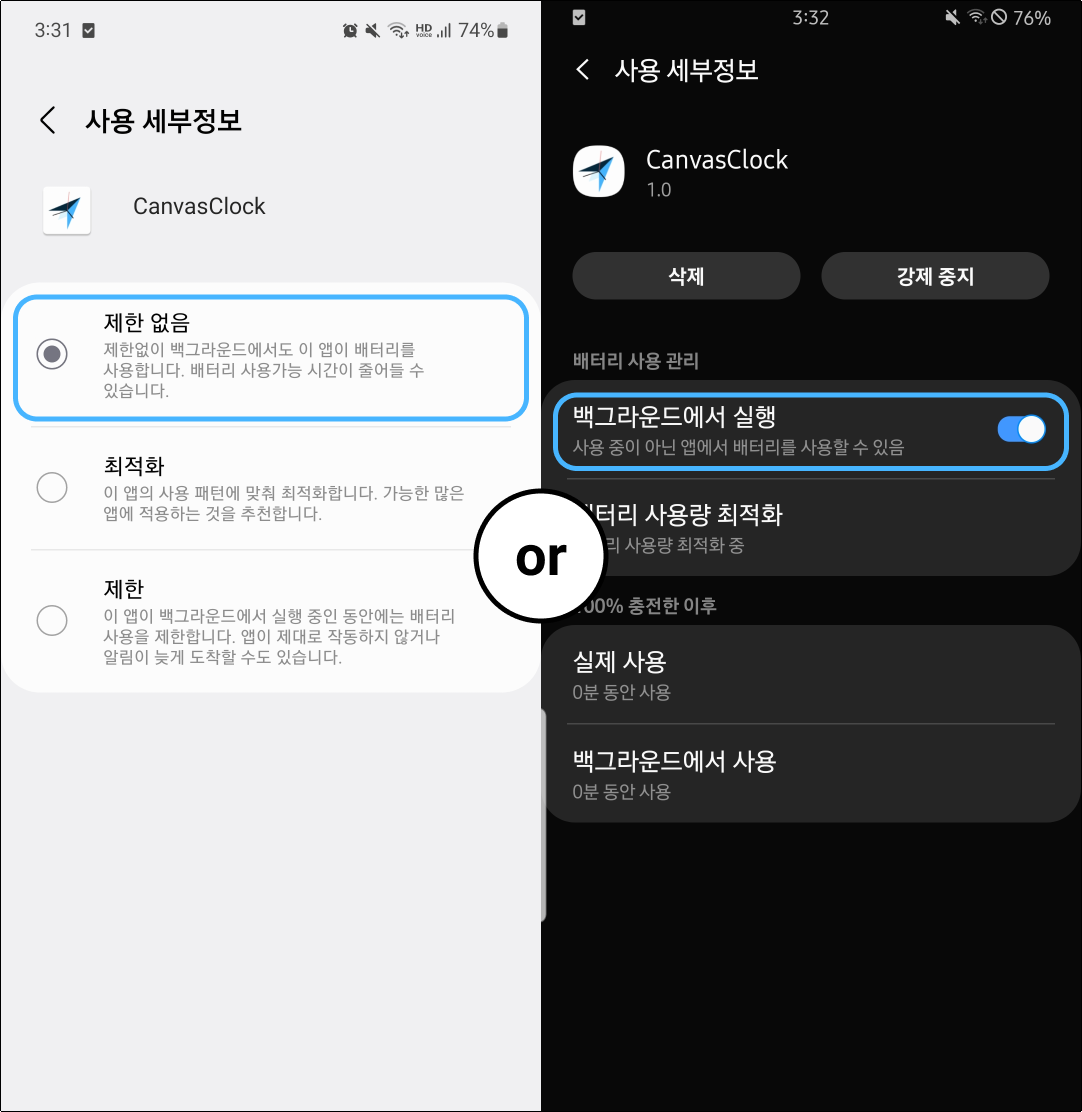 3:31
HD voice 74%
사용 세부정보
CanvasClock
제한 없음
제한없이 백그라운드에서도 이 앱이 배터리를
사용합니다. 배터리 사용가능 시간이 줄어들 수
있습니다.
최적화
이 앱의 사용 패턴에 맞춰 최적화합니다. 가능한 많은
앱에 적용하는 것을 추천합니다.
제한
이 앱이 백그라운드에서 실행 중인 동안에는 배터리
사용을 제한합니다. 앱이 제대로 작동하지 않거나
알림이 늦게 도착할 수도 있습니다.
or
3:32
76%
사용 세부정보
CanvasClock
1.0
삭제
강제 중지
배터리 사용 관리
백그라운드에서 실행
사용 중이 아닌 앱에서 배터리를 사용할 수 있음
터리 사용량 최적화
리 사용량 최적화 중
00% 충전한 이후
실제 사용
0분 동안 사용
백그라운드에서 사용
0분 동안 사용